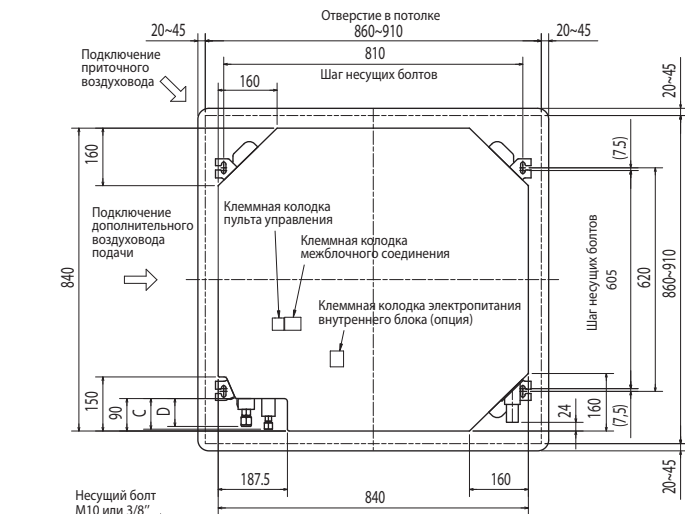 Отверстие в потолке
20~45
860~910
20~45
810
Шаг несущих болтов
Подключение
приточного
воздуховода
160
20~45
160
(7.5)
Подключение
дополнительного
воздуховода
подачи
Клеммная колодка
пульта управления
Клеммная колодка
межблочного соединения
Клеммная колодка электропитания
внутреннего блока (опция)
840
Шаг несущих болтов
605
620
860~910
150
90
C
D
24
160
(7,5)
187.5
160
20~45
840
Несущий болт
M10 или 3/8"